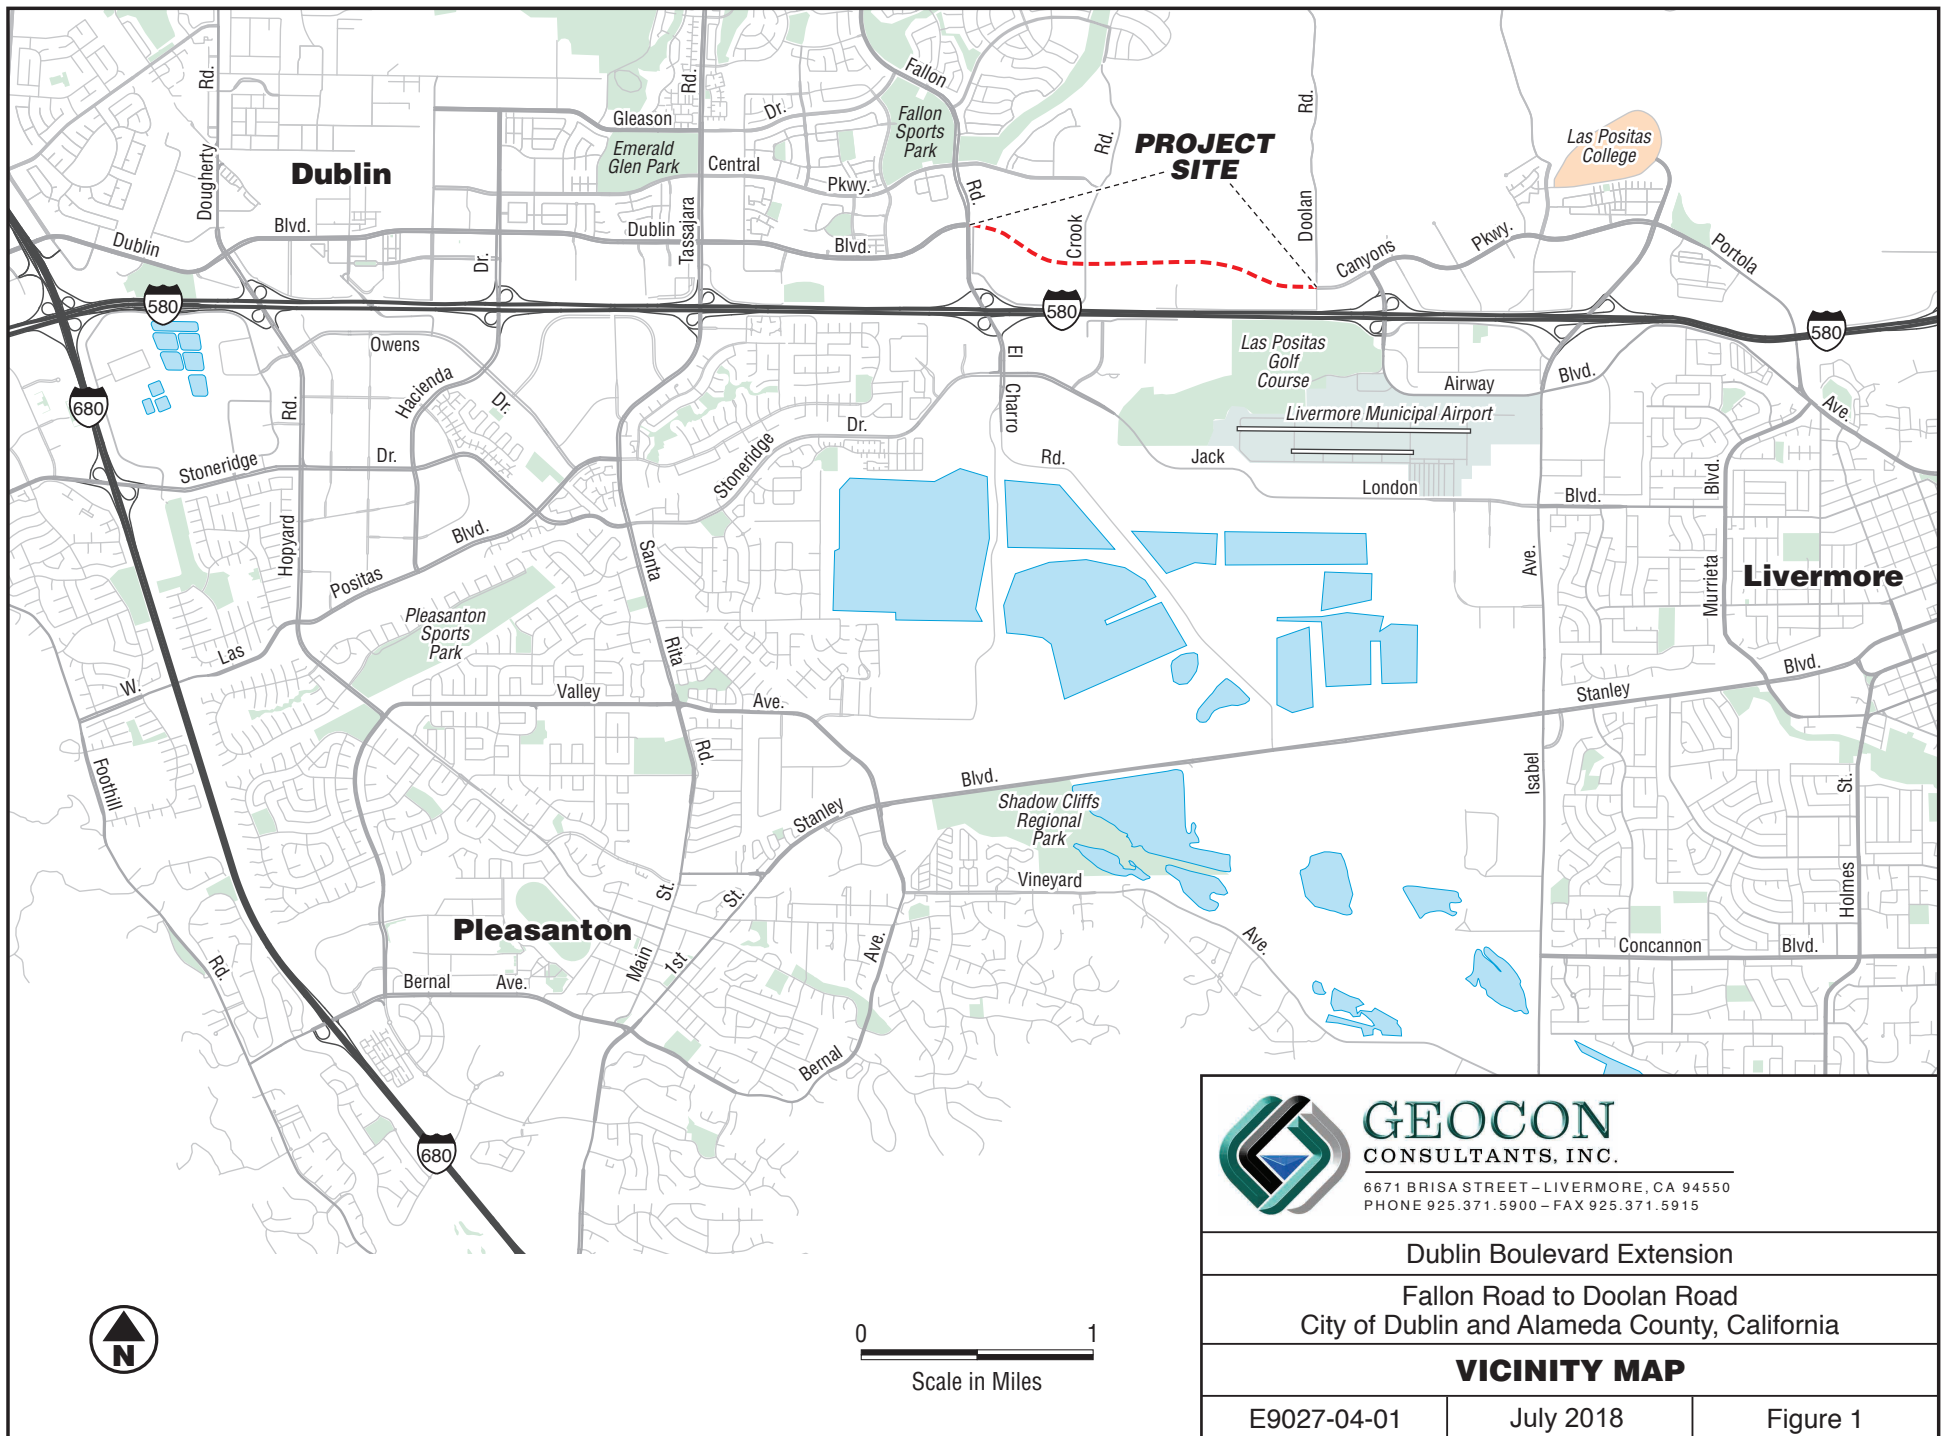 Fallon
Rd.
Rd.
Rd.
Dr.
Gleason
Fallon
Sports
Park
Emerald
Glen Park
Central
Pkwy.
Rd.
PROJECT
SITE
Las Positas
College
Dublin
Dougherty
Rd.
Doolan
Crook
Tassajara
Blvd.
Dublin
Blvd.
Dublin
Dr.
Canyons
Pkwy.
Portola
580
580
580
Owens
El
Charro
Las Positas
Golf
Course
Airway
Blvd.
Hacienda
Dr.
680
Rd.
Livermore Municipal Airport
Ave.
Dr.
Stoneridge
Stoneridge
Dr.
Rd.
Jack
London
Blvd.
Blvd.
Hopyard
Blvd.
Positas
Santa
Ave.
Murrieta
Livermore
Pleasanton
Sports
Park
Las
W.
Rita
Valley
Ave.
Stanley
Blvd.
Rd.
Foothill
Blvd.
Isabel
St.
Shadow Cliffs
Regional
Park
Stanley
Vineyard
St.
St.
Holmes
Pleasanton
Main
1st
Ave.
Ave.
Concannon
Blvd.
Rd.
Bernal
Ave.
Bernal
680
GEOCON
CONSULTANTS, INC.
6671 BRISA STREET – LIVERMORE, CA 94550
PHONE 925.371.5900 – FAX 925.371.5915
Dublin Boulevard Extension
Fallon Road to Doolan Road
City of Dublin and Alameda County, California
VICINITY MAP
E9027-04-01
July 2018
Figure 1
N
0
1
Scale in Miles